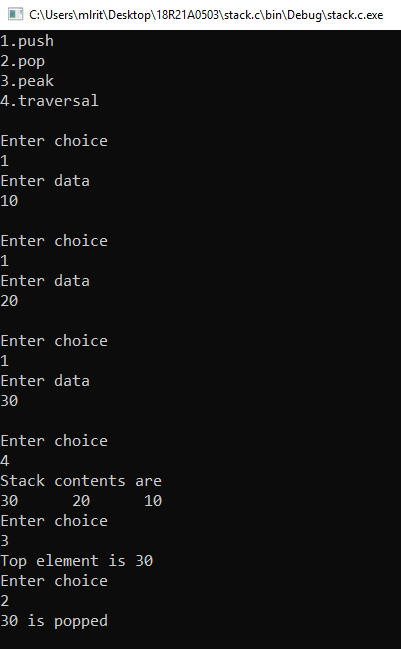 C:\Users\mlrit\Desktop\18R21A0503\stack.c\bin\Debug\stack.c.exe
1.push
2.pop
3.peak
4.traversal
Enter choice
1
Enter data
10
Enter choice
1
Enter data
20
Enter choice
1
Enter data
30
Enter choice
4
Stack contents are
30      20      10
Enter choice
3
Top element is 30
Enter choice
2
30 is popped